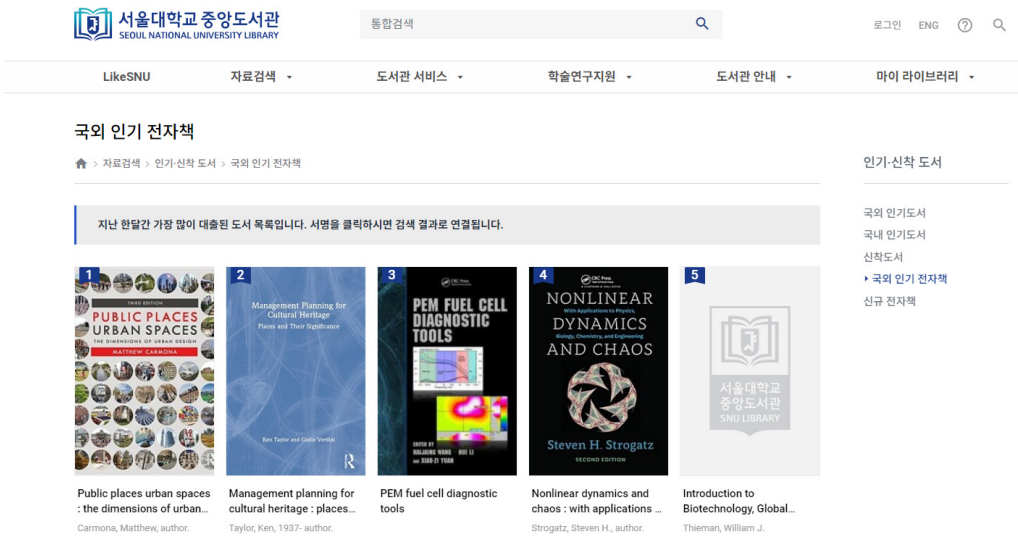 서울대학교 중앙도서관
SEOUL NATIONAL UNIVERSITY LIBRARY
통합검색
로그인
ENG
LikeSNU
자료검색
도서관 서비스
학술연구지원
도서관 안내
마이 라이브러리
국외 인기 전자책
자료검색 > 인기·신착 도서 > 국외 인기 전자책
지난 한달간 가장 많이 대출된 도서 목록입니다. 서명을 클릭하시면 검색 결과로 연결됩니다.
1
THIRD EDITION
PUBLIC PLACES
URBAN SPACES
THE DIMENSIONS OF URBAN DESIGN
MATTHEW CARMONA
Public places urban spaces
: the dimensions of urban...
Carmona, Matthew, author.
2
Management Planning for
Cultural Heritage
Places and Their Significance
Ken Taylor and Giulio Verdini
R
Management planning for
cultural heritage : places...
Taylor, Ken, 1937- author.
3
CRC Press
PEM FUEL CELL
DIAGNOSTIC
TOOLS
EDITED BY
HAIJIANG WANG HUI LI
AND XIAO-ZI YUAN
PEM fuel cell diagnostic
tools
4
CRC Press
NONLINEAR
With Applications to Physics,
DYNAMICS
Biology, Chemistry, and Engineering
AND CHAOS
Steven H. Strogatz
SECOND EDITION
Nonlinear dynamics and
chaos : with applications ...
Strogatz, Steven H., author.
5
서울대학교
중앙도서관
SNU LIBRARY
Introduction to
Biotechnology, Global...
Thieman, William J.
인기·신착 도서
국외 인기도서
국내 인기도서
신착도서
국외 인기 전자책
신규 전자책